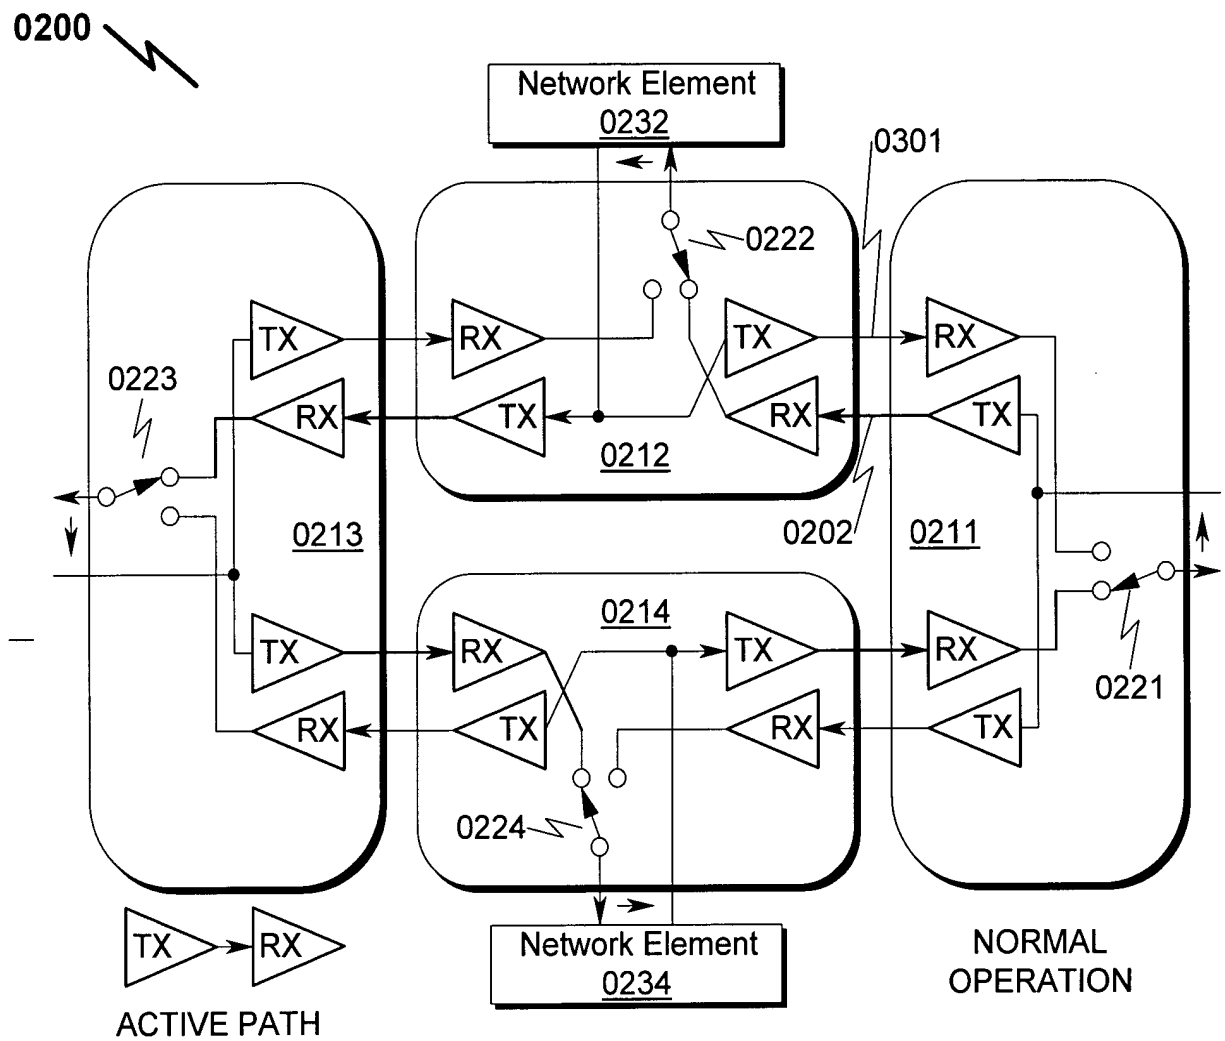 0200
Network Element
0232
0301
0222
TX
RX
TX
RX
0223
RX
TX
RX
TX
0212
0202
0213
0211
0214
TX
RX
TX
RX
0221
RX
TX
RX
TX
0224
TX
RX
Network Element
0234
NORMAL
OPERATION
ACTIVE PATH